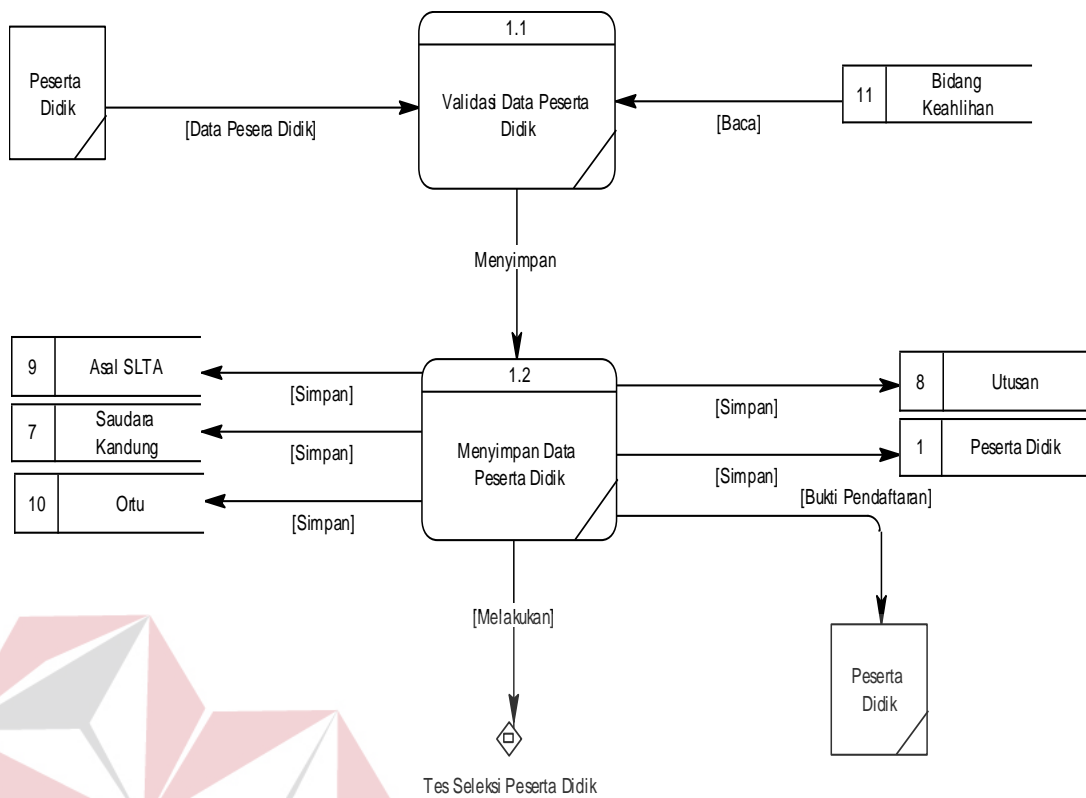 1.1
Peserta
Didik
Validasi Data Peserta
Didik
11
Bidang
Keahlihan
[Data Pesera Didik]
[Baca]
Menyimpan
9
Asal SLTA
[Simpan]
7
Saudara
Kandung
[Simpan]
10
Ortu
[Simpan]
1.2
Menyimpan Data
Peserta Didik
8
Utusan
[Simpan]
1
Peserta Didik
[Simpan]
[Bukti Pendaftaran]
[Melakukan]
Peserta
Didik
Tes Seleksi Peserta Didik